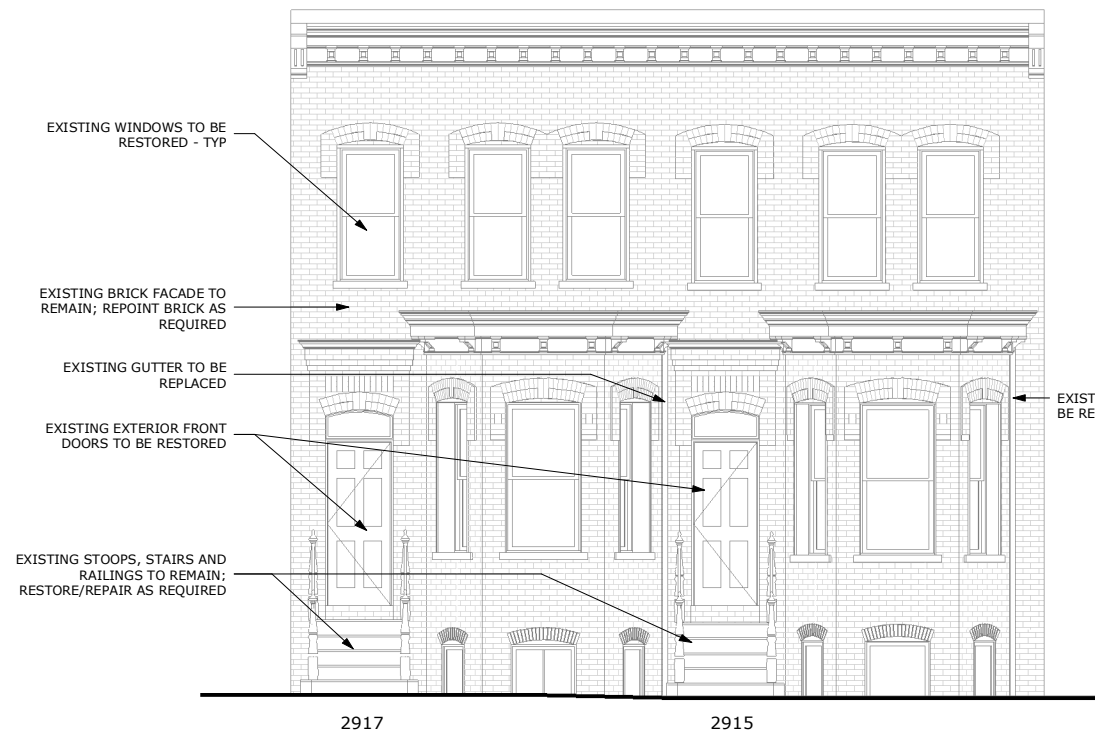 EXISTING WINDOWS TO BE
RESTORED - TYP
EXISTING BRICK FACADE TO
REMAIN; REPOINT BRICK AS
REQUIRED
EXISTING GUTTER TO BE
REPLACED
EXIST
BE RE
EXISTING EXTERIOR FRONT
DOORS TO BE RESTORED
EXISTING STOOPS, STAIRS AND
RAILINGS TO REMAIN;
RESTORE/REPAIR AS REQUIRED
2917
2915